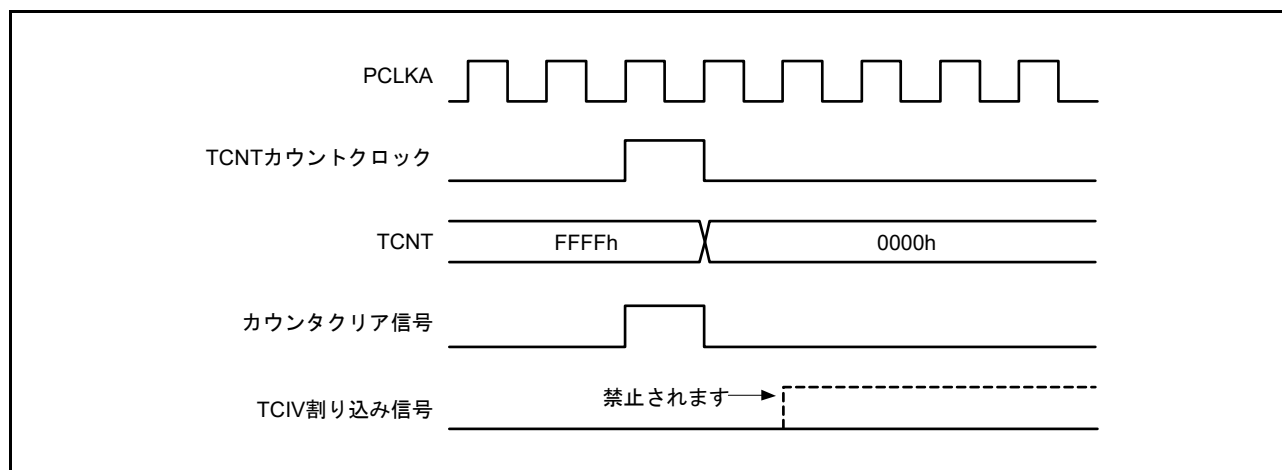 PCLKA
TCNTカウントクロック
TCNT
FFFFh
0000h
カウンタクリア信号
禁止されます
TCIV割り込み信号